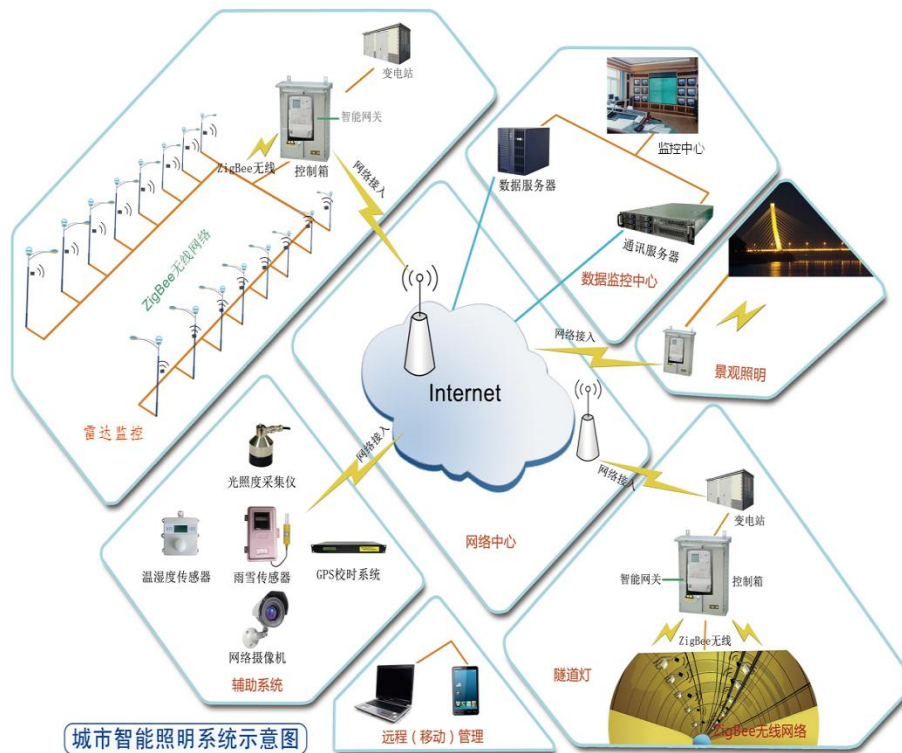 变电站
智能网关
ZigBee无线
控制箱
网络接入
ZigBee无线网络
雷达监控
监控中心
数据服务器
通讯服务器
数据监控中心
网络接入
景观照明
Internet
网络接入
网络接入
网络中心
光照度采集仪
温湿度传感器
雨雪传感器
GPS校时系统
网络摄像机
辅助系统
变电站
智能网关
控制箱
ZigBee无线
隧道灯
ZigBee无线网络
远程（移动）管理
城市智能照明系统示意图